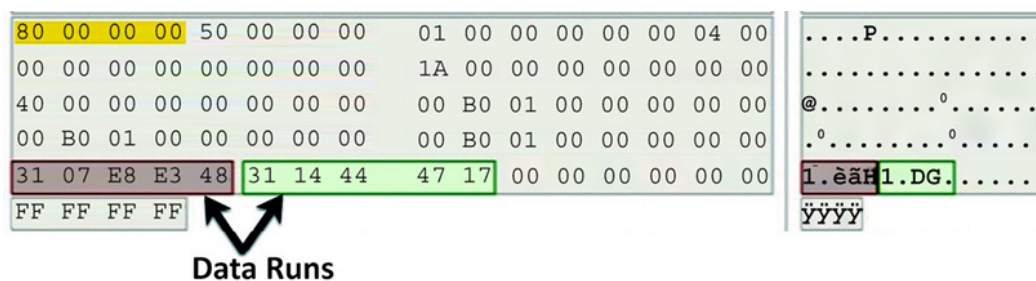 80 00 00 00 50 00 00 00 01 00 00 00 00 00 04 00 ....P...........
00 00 00 00 00 00 00 00 1A 00 00 00 00 00 00 00 ................
40 00 00 00 00 00 00 00 00 B0 01 00 00 00 00 00 @........°......
00 B0 01 00 00 00 00 00 00 B0 01 00 00 00 00 00 .°.......°......
31 07 E8 E3 48 31 14 44 47 17 00 00 00 00 00 00 1.èãH1.DG.......
FF FF FF FF ÿÿÿÿ
Data Runs